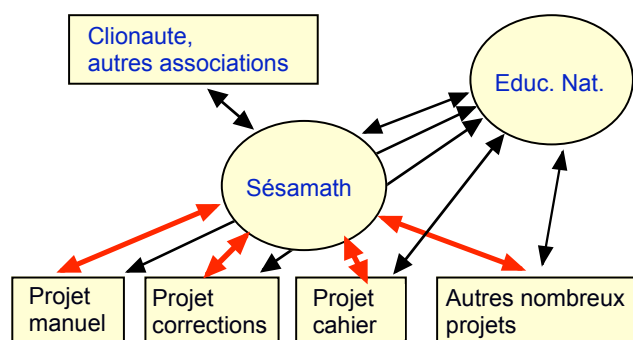 Clionaute,
autres associations
Educ. Nat.
Sésamath
Projet
manuel
Projet
corrections
Projet
cahier
Autres nombreux
projets